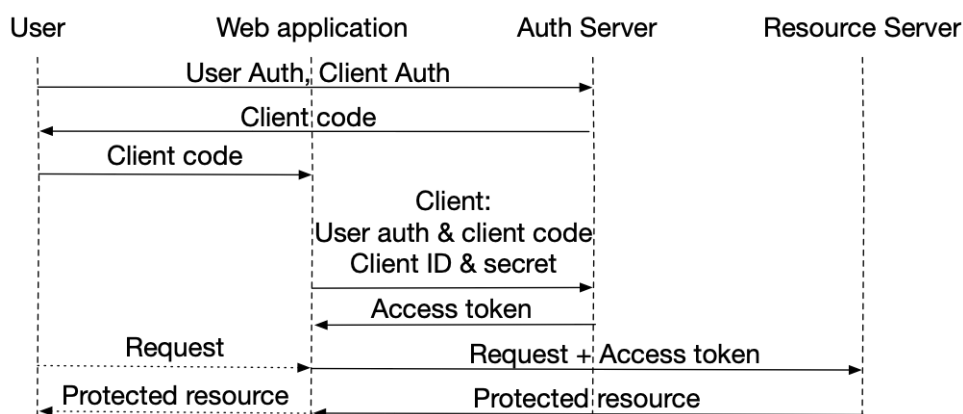 User Web application Auth Server Resource Server
User Auth, Client Auth
Client code
Client code
Client:
User auth & client code
Client ID & secret
Access token
Request Request + Access token
Protected resource Protected resource